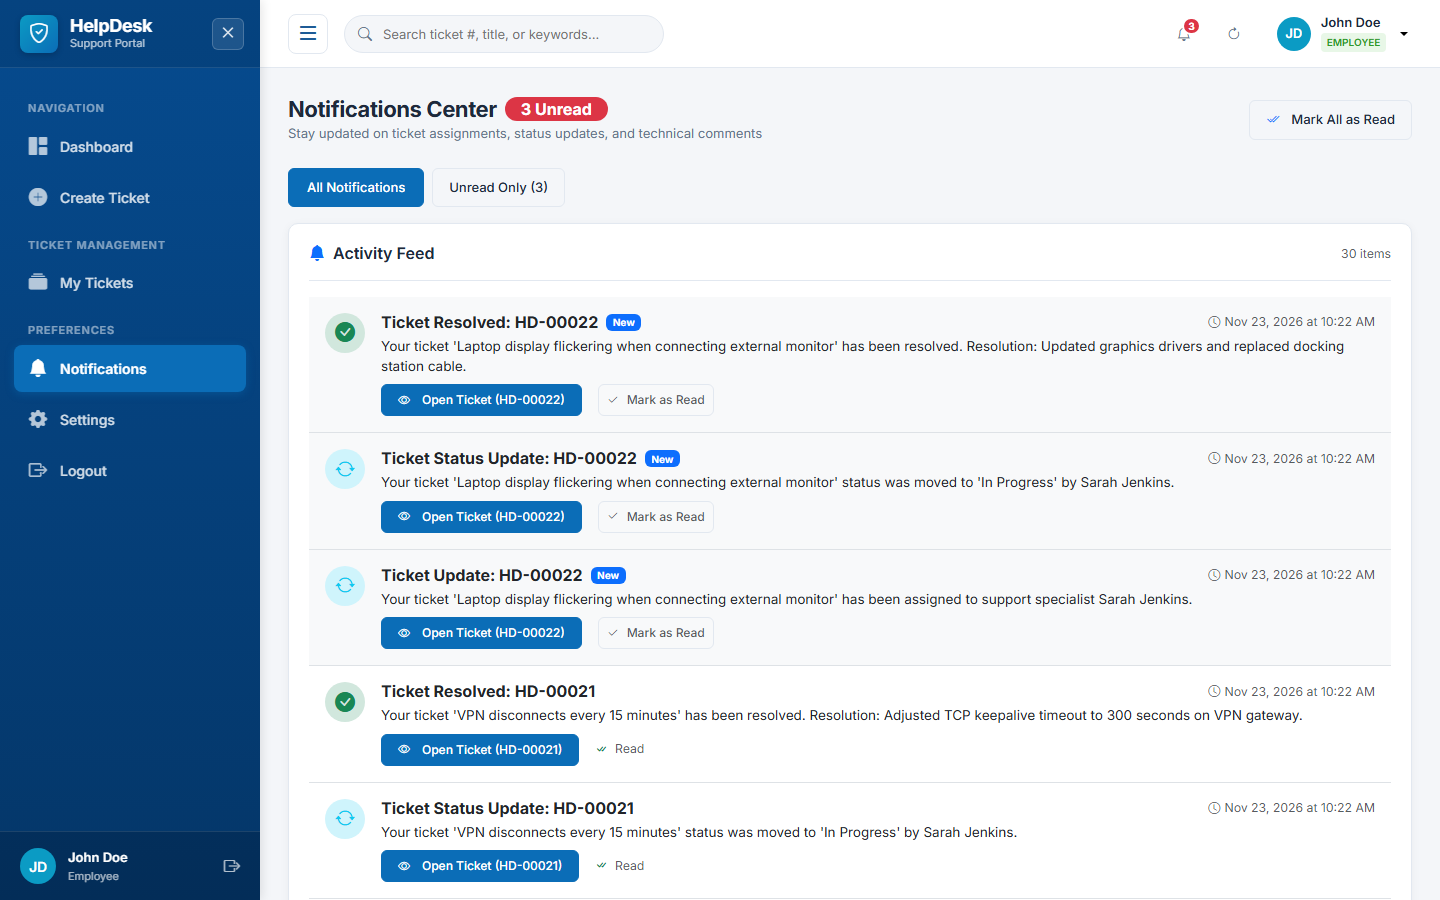 HelpDesk
Support Portal
NAVIGATION
Dashboard
Create Ticket
TICKET MANAGEMENT
My Tickets
PREFERENCES
Notifications
Settings
Logout
JD
John Doe
Employee
Search ticket #, title, or keywords...
3
JD
John Doe
EMPLOYEE
Notifications Center
3 Unread
Stay updated on ticket assignments, status updates, and technical comments
Mark All as Read
All Notifications
Unread Only (3)
Activity Feed
30 items
Ticket Resolved: HD-00022 New
Nov 23, 2026 at 10:22 AM
Your ticket 'Laptop display flickering when connecting external monitor' has been resolved. Resolution: Updated graphics drivers and replaced docking
station cable.
Open Ticket (HD-00022)
Mark as Read
Ticket Status Update: HD-00022 New
Nov 23, 2026 at 10:22 AM
Your ticket 'Laptop display flickering when connecting external monitor' status was moved to 'In Progress' by Sarah Jenkins.
Open Ticket (HD-00022)
Mark as Read
Ticket Update: HD-00022 New
Nov 23, 2026 at 10:22 AM
Your ticket 'Laptop display flickering when connecting external monitor' has been assigned to support specialist Sarah Jenkins.
Open Ticket (HD-00022)
Mark as Read
Ticket Resolved: HD-00021
Nov 23, 2026 at 10:22 AM
Your ticket 'VPN disconnects every 15 minutes' has been resolved. Resolution: Adjusted TCP keepalive timeout to 300 seconds on VPN gateway.
Open Ticket (HD-00021)
Read
Ticket Status Update: HD-00021
Nov 23, 2026 at 10:22 AM
Your ticket 'VPN disconnects every 15 minutes' status was moved to 'In Progress' by Sarah Jenkins.
Open Ticket (HD-00021)
Read